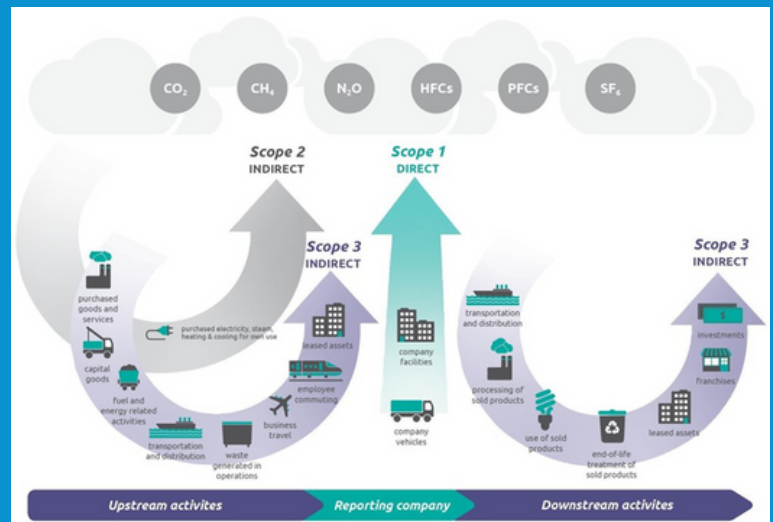 CO₂
CH₄
N₂O
HFCs
PFCs
SF₆
Scope 2
INDIRECT
Scope 1
DIRECT
Scope 3
INDIRECT
Scope 3
INDIRECT
purchased
goods and
services
capital
goods
fuel and
energy related
activities
transportation
and distribution
waste
generated in
operations
business
travel
employee
commuting
leased assets
purchased electricity, steam,
heating & cooling for own use
company
facilities
company
vehicles
transportation
and distribution
processing of
sold products
use of sold
products
end-of-life
treatment of
sold products
leased assets
franchises
investments
Upstream activites
Reporting company
Downstream activites